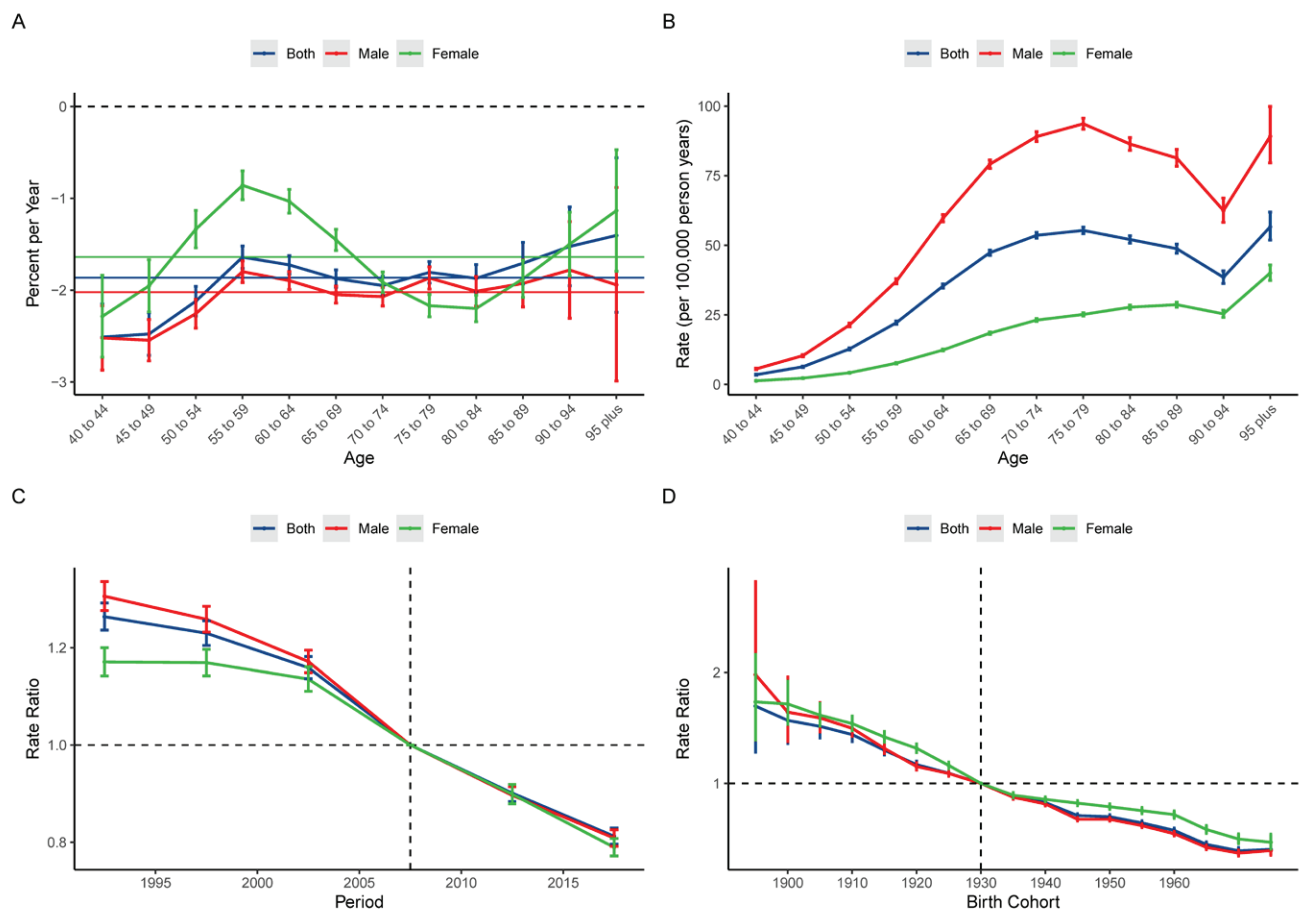 A
Both Male Female
Percent per Year
0
−1
−2
−3
40 to 44
45 to 49
50 to 54
55 to 59
60 to 64
65 to 69
70 to 74
75 to 79
80 to 84
85 to 89
90 to 94
95 plus
Age
B
Both Male Female
Rate (per 100,000 person years)
100
75
50
25
0
40 to 44
45 to 49
50 to 54
55 to 59
60 to 64
65 to 69
70 to 74
75 to 79
80 to 84
85 to 89
90 to 94
95 plus
Age
C
Both Male Female
Rate Ratio
1.2
1.0
0.8
1995 2000 2005 2010 2015
Period
D
Both Male Female
Rate Ratio
2
1
1900 1910 1920 1930 1940 1950 1960
Birth Cohort